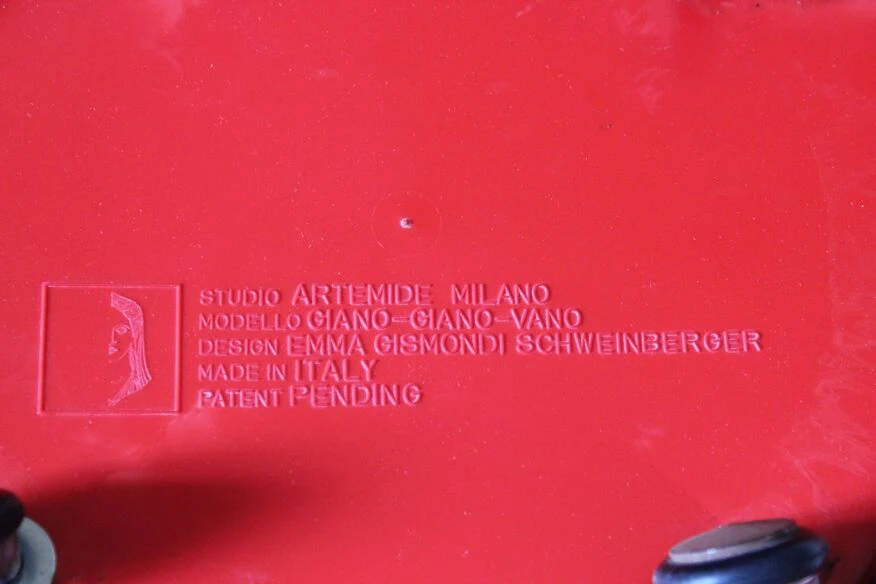 STUDIO ARTEMIDE MILANO
MODELLO GIANO-GIANO-VANO
DESIGN EMMA GISMONDI SCHWEINBERGER
MADE IN ITALY
PATENT PENDING